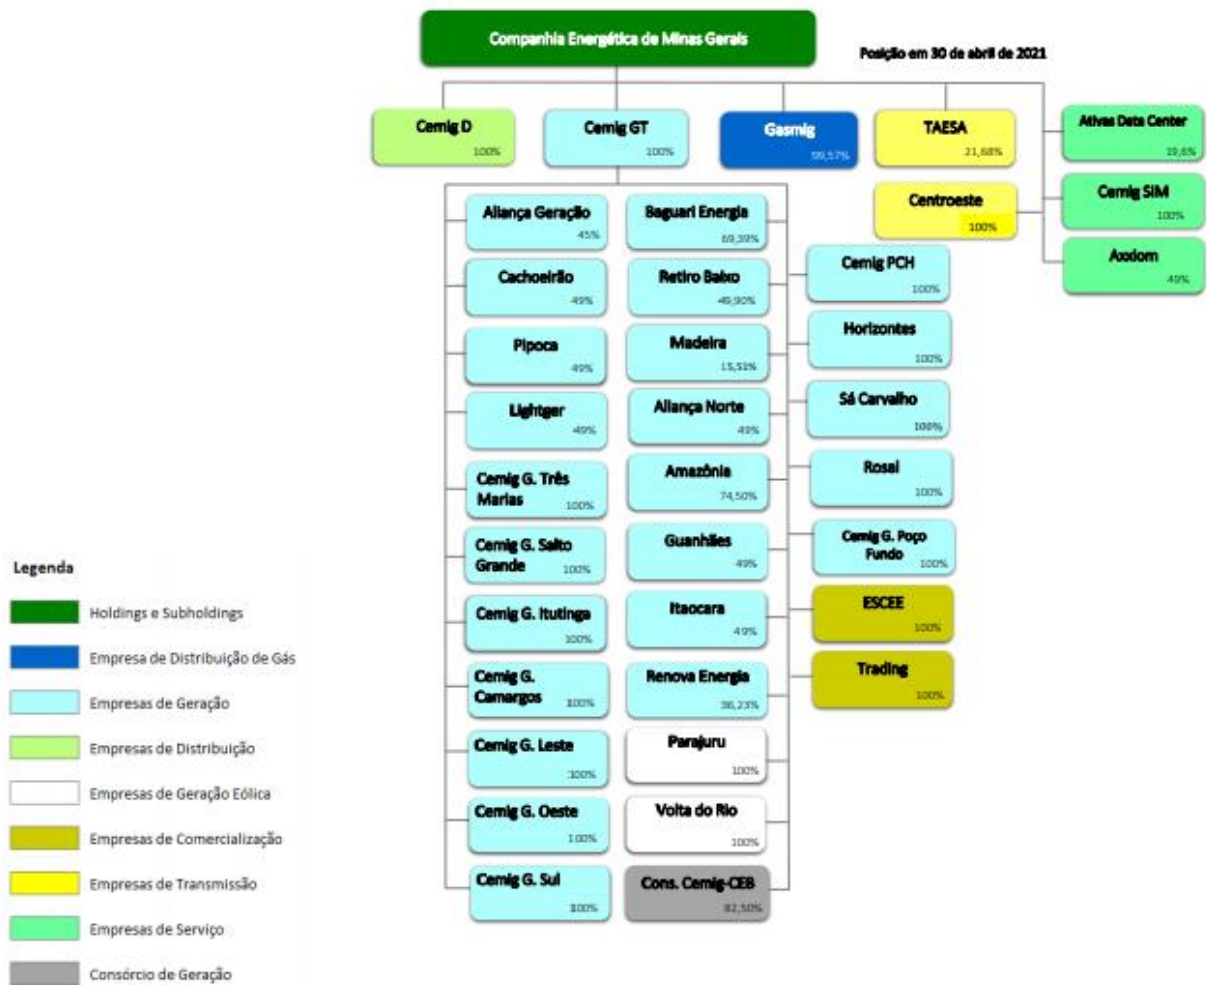 Companhia Energética de Minas Gerais
Posição em 30 de abril de 2021
Cemig D
100%
Cemig GT
100%
Gasmig
99,57%
TAESA
21,68%
Ativas Data Center
19,6%
Centroeste
100%
Cemig SIM
100%
Axxiom
49%
Aliança Geração
45%
Cachoeirão
49%
Pipoca
49%
Lightger
49%
Cemig G. Três
Marias
100%
Cemig G. Salto
Grande
100%
Cemig G. Itutinga
100%
Cemig G.
Camargos
100%
Cemig G. Leste
100%
Cemig G. Oeste
100%
Cemig G. Sul
100%
Baguari Energia
69,39%
Retiro Baixo
49,90%
Madeira
15,51%
Aliança Norte
49%
Amazônia
74,50%
Guanhães
49%
Itaocara
49%
Renova Energia
36,23%
Parajuru
100%
Volta do Rio
100%
Cons. Cemig-CEB
82,50%
Cemig PCH
100%
Horizontes
100%
Sá Carvalho
100%
Rosal
100%
Cemig G. Poço
Fundo
100%
ESCEE
100%
Trading
100%
Legenda
Holdings e Subholdings
Empresa de Distribuição de Gás
Empresas de Geração
Empresas de Distribuição
Empresas de Geração Eólica
Empresas de Comercialização
Empresas de Transmissão
Empresas de Serviço
Consórcio de Geração